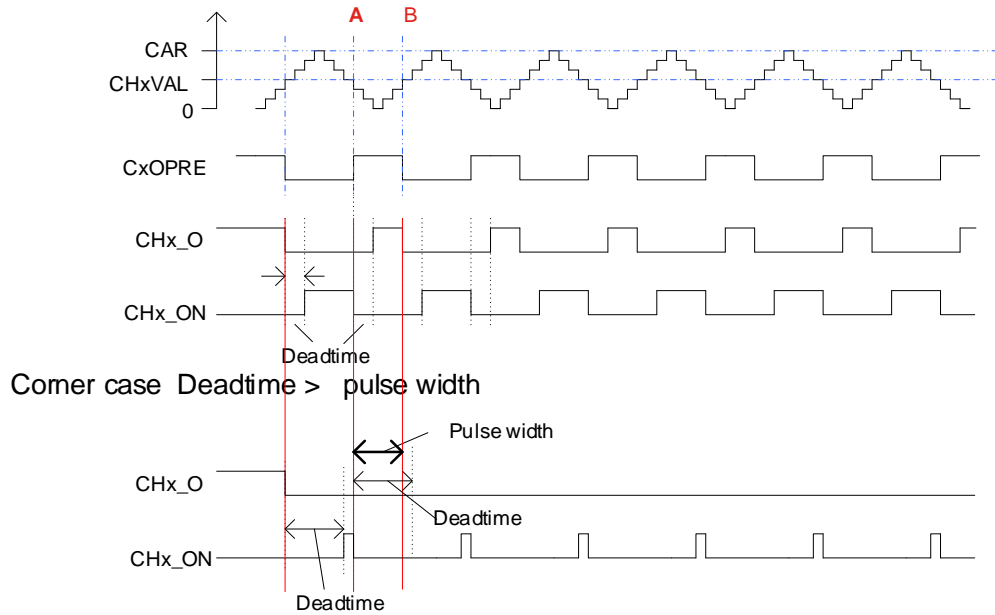 A B
CAR
CHxVAL
0
CxOPRE
CHx_O
CHx_ON
Deadtime
Corner case Deadtime > pulse width
Pulse width
CHx_O
Deadtime
CHx_ON
Deadtime